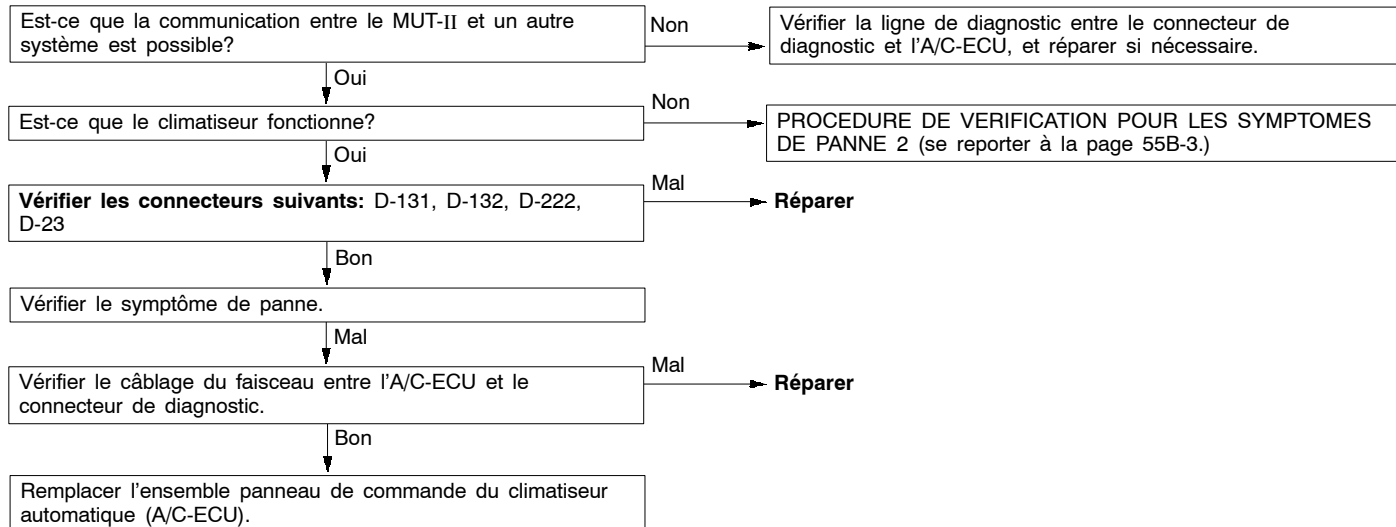 Est-ce que la communication entre le MUT-II et un autre
système est possible?
Non
Vérifier la ligne de diagnostic entre le connecteur de
diagnostic et l'A/C-ECU, et réparer si nécessaire.
Oui
Est-ce que le climatiseur fonctionne?
Non
PROCEDURE DE VERIFICATION POUR LES SYMPTOMES
DE PANNE 2 (se reporter à la page 55B-3.)
Oui
Vérifier les connecteurs suivants: D-131, D-132, D-222,
D-23
Mal
Réparer
Bon
Vérifier le symptôme de panne.
Mal
Vérifier le câblage du faisceau entre l'A/C-ECU et le
connecteur de diagnostic.
Mal
Réparer
Bon
Remplacer l'ensemble panneau de commande du climatiseur
automatique (A/C-ECU).